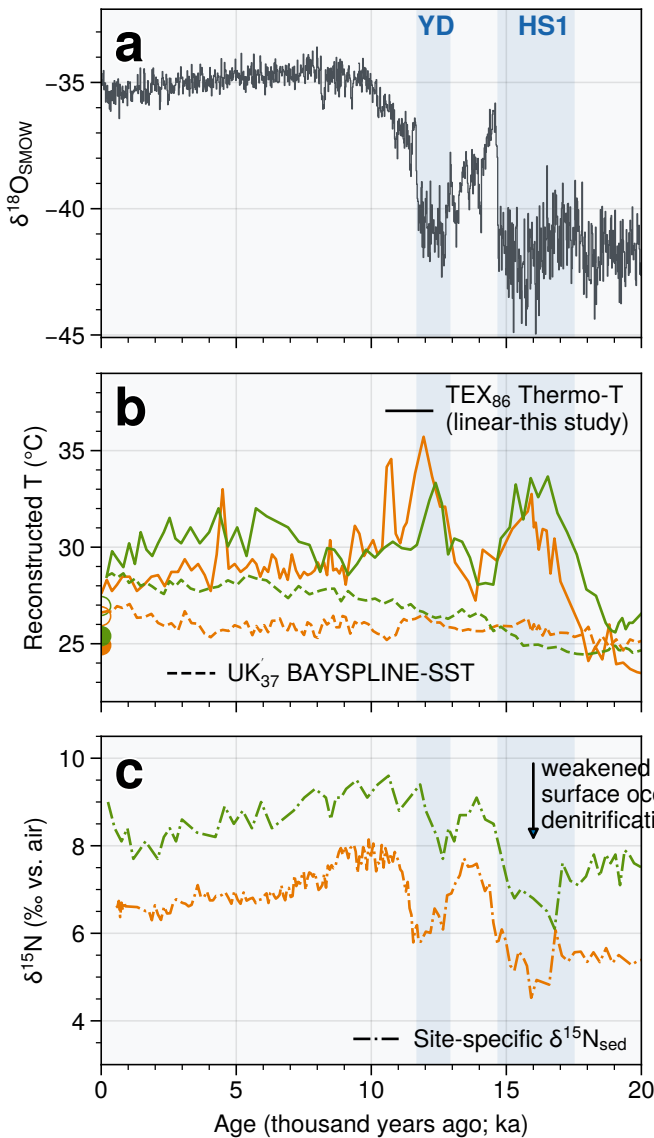 a
YD
HS1
−35
−40
−45
δ18OSMOW
b
TEX86 Thermo-T
(linear-this study)
35
30
25
Reconstructed T (°C)
UK′37 BAYSPLINE-SST
c
weakened
surface
10
8
6
4
δ15N (‰ vs. air)
Site-specific δ15Nsed
0
5
10
15
20
Age (thousand years ago; ka)